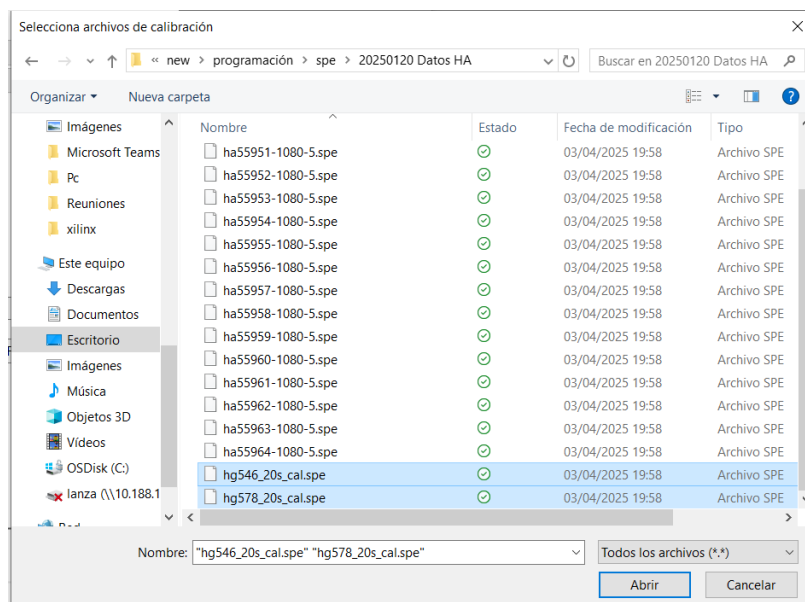 Selecciona archivos de calibración
« new > programación > spe > 20250120 Datos HA
Buscar en 20250120 Datos HA
Organizar
Nueva carpeta
?
Imágenes
Microsoft Teams
Pc
Reuniones
xilinx
Este equipo
Descargas
Documentos
Escritorio
Imágenes
Música
Objetos 3D
Vídeos
OSDisk (C:)
lanza (\\10.188.1
Nombre Estado Fecha de modificación Tipo
ha55951-1080-5.spe 03/04/2025 19:58 Archivo SPE
ha55952-1080-5.spe 03/04/2025 19:58 Archivo SPE
ha55953-1080-5.spe 03/04/2025 19:58 Archivo SPE
ha55954-1080-5.spe 03/04/2025 19:58 Archivo SPE
ha55955-1080-5.spe 03/04/2025 19:58 Archivo SPE
ha55956-1080-5.spe 03/04/2025 19:58 Archivo SPE
ha55957-1080-5.spe 03/04/2025 19:58 Archivo SPE
ha55958-1080-5.spe 03/04/2025 19:58 Archivo SPE
ha55959-1080-5.spe 03/04/2025 19:58 Archivo SPE
ha55960-1080-5.spe 03/04/2025 19:58 Archivo SPE
ha55961-1080-5.spe 03/04/2025 19:58 Archivo SPE
ha55962-1080-5.spe 03/04/2025 19:58 Archivo SPE
ha55963-1080-5.spe 03/04/2025 19:58 Archivo SPE
ha55964-1080-5.spe 03/04/2025 19:58 Archivo SPE
hg546_20s_cal.spe 03/04/2025 19:58 Archivo SPE
hg578_20s_cal.spe 03/04/2025 19:58 Archivo SPE
Nombre: "hg546_20s_cal.spe" "hg578_20s_cal.spe"
Todos los archivos (*.*)
Abrir
Cancelar